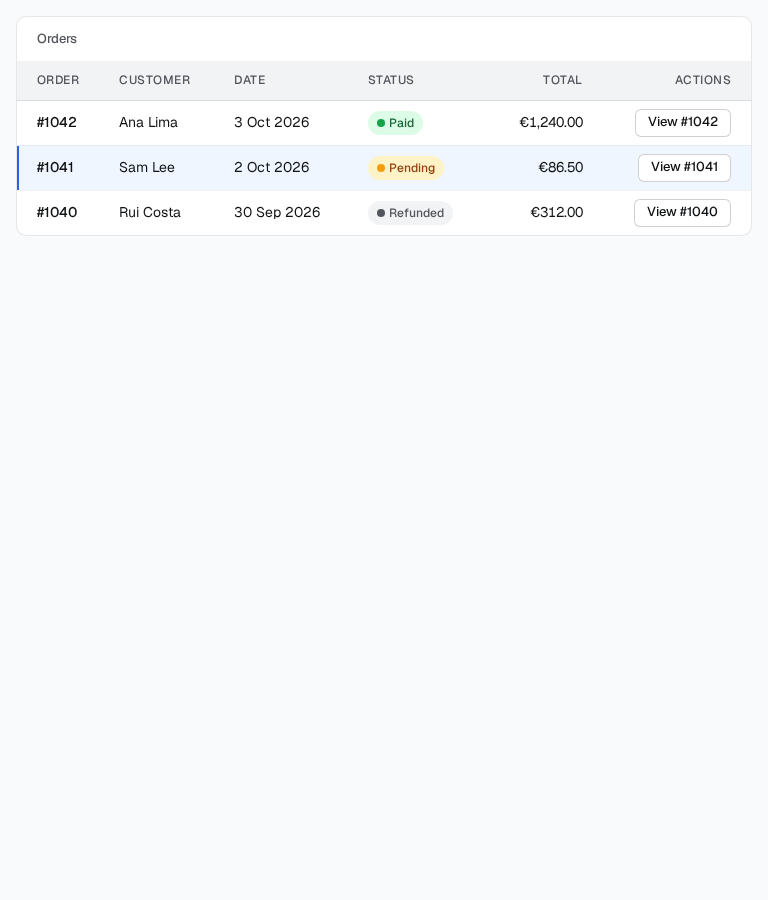 Orders
ORDER CUSTOMER DATE STATUS TOTAL ACTIONS
#1042 Ana Lima 3 Oct 2026 Paid €1,240.00 View #1042
#1041 Sam Lee 2 Oct 2026 Pending €86.50 View #1041
#1040 Rui Costa 30 Sep 2026 Refunded €312.00 View #1040